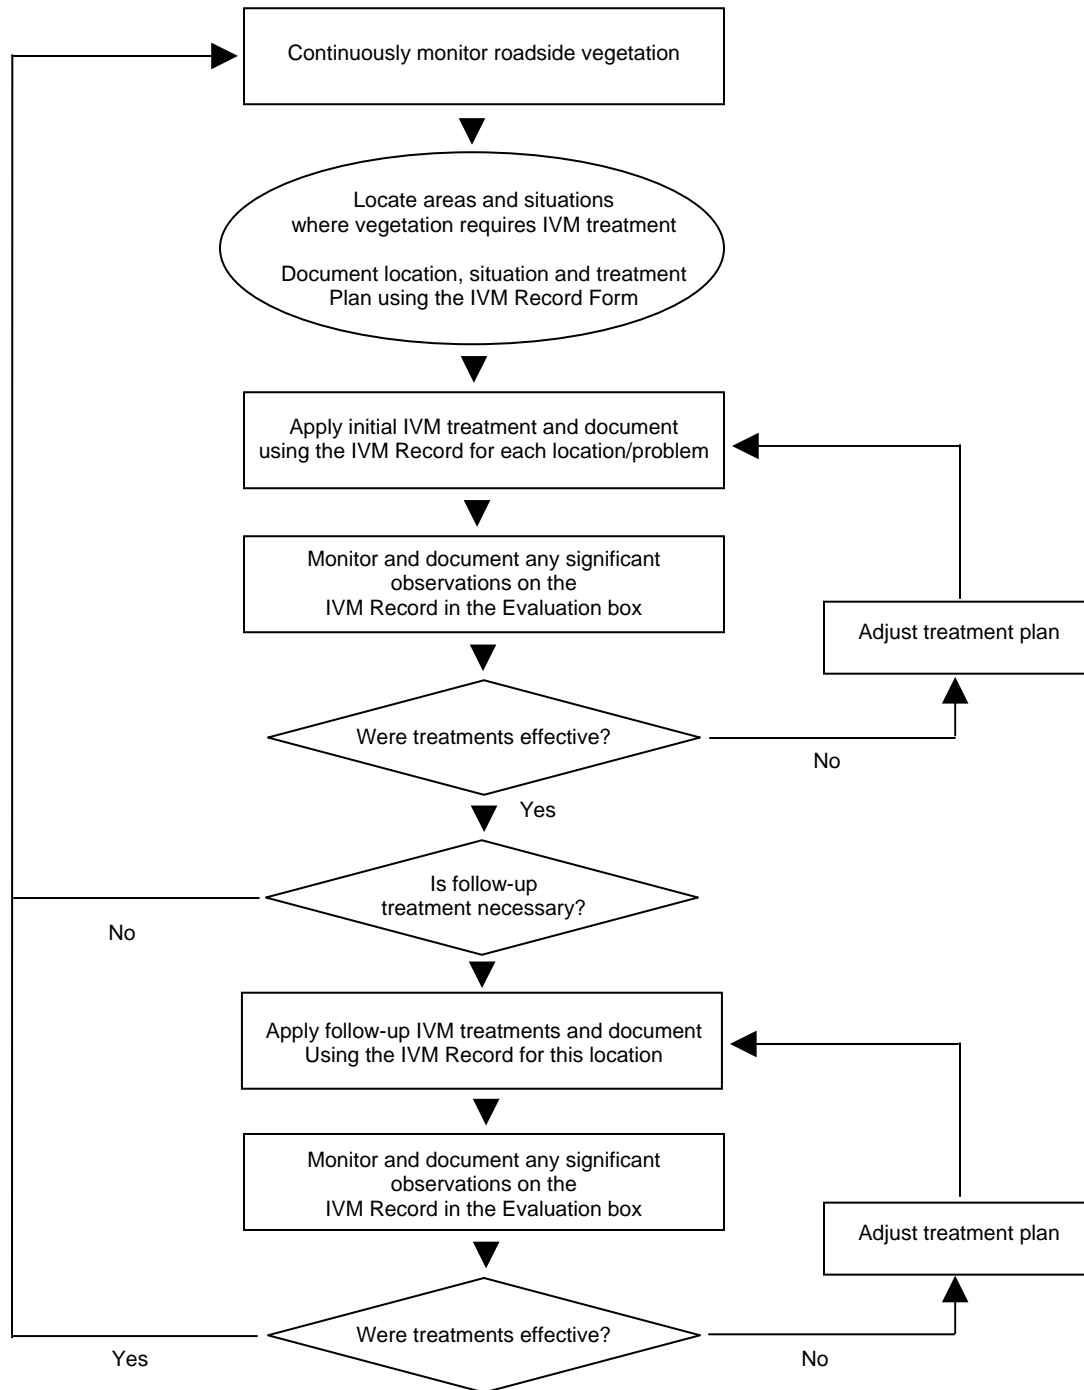 Continuously monitor roadside vegetation
Locate areas and situations
where vegetation requires IVM treatment
Document location, situation and treatment
Plan using the IVM Record Form
Apply initial IVM treatment and document
using the IVM Record for each location/problem
Monitor and document any significant
observations on the
IVM Record in the Evaluation box
Adjust treatment plan
Were treatments effective?
No
Yes
Is follow-up
treatment necessary?
No
Apply follow-up IVM treatments and document
Using the IVM Record for this location
Monitor and document any significant
observations on the
IVM Record in the Evaluation box
Adjust treatment plan
Were treatments effective?
Yes
No